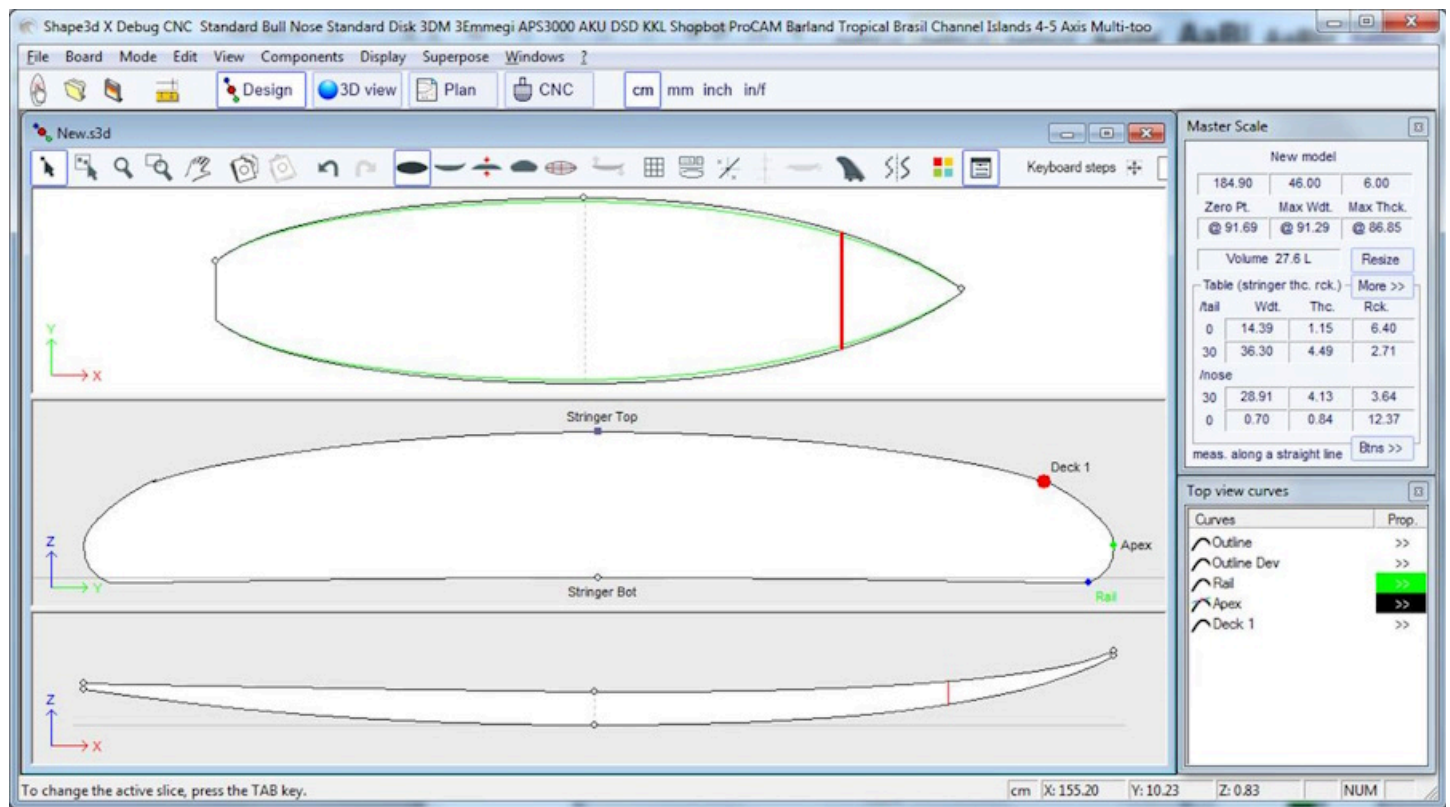 Shape3d X Debug CNC Standard Bull Nose Standard Disk 3DM 3Emmegi APS3000 AKU DSD KKL Shopbot ProCAM Barland Tropical Brasil Channel Islands 4-5 Axis Multi-too
File Board Mode Edit View Components Display Superpose Windows ?
Design 3D view Plan CNC cm mm inch in/f
New.s3d
Keyboard steps
Y
X
Stringer Top
Deck 1
Apex
Z
Y
Stringer Bot
Rail
Z
X
Master Scale
New model
184.90 46.00 6.00
Zero Pt. Max Wdt. Max Thck.
@ 91.69 @ 91.29 @ 86.85
Volume 27.6 L Resize
Table (stringer thc. rck.) More >>
/tail Wdt. Thc. Rck.
0 14.39 1.15 6.40
30 36.30 4.49 2.71
/nose
30 28.91 4.13 3.64
0 0.70 0.84 12.37
meas. along a straight line Btns >>
Top view curves
Curves Prop.
Outline >>
Outline Dev >>
Rail >>
Apex >>
Deck 1 >>
To change the active slice, press the TAB key. cm X: 155.20 Y: 10.23 Z: 0.83 NUM